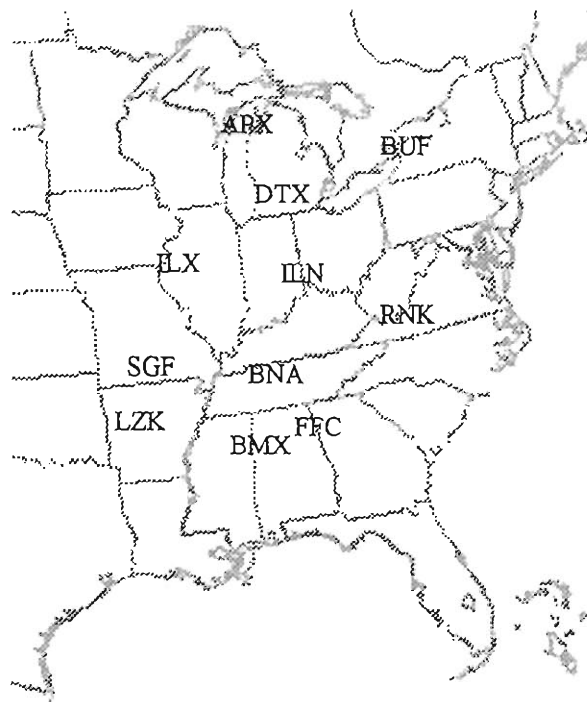 APX
BUF
DTX
ILX
ILN
RNK
SGF
BNA
LZK
FFC
BMX